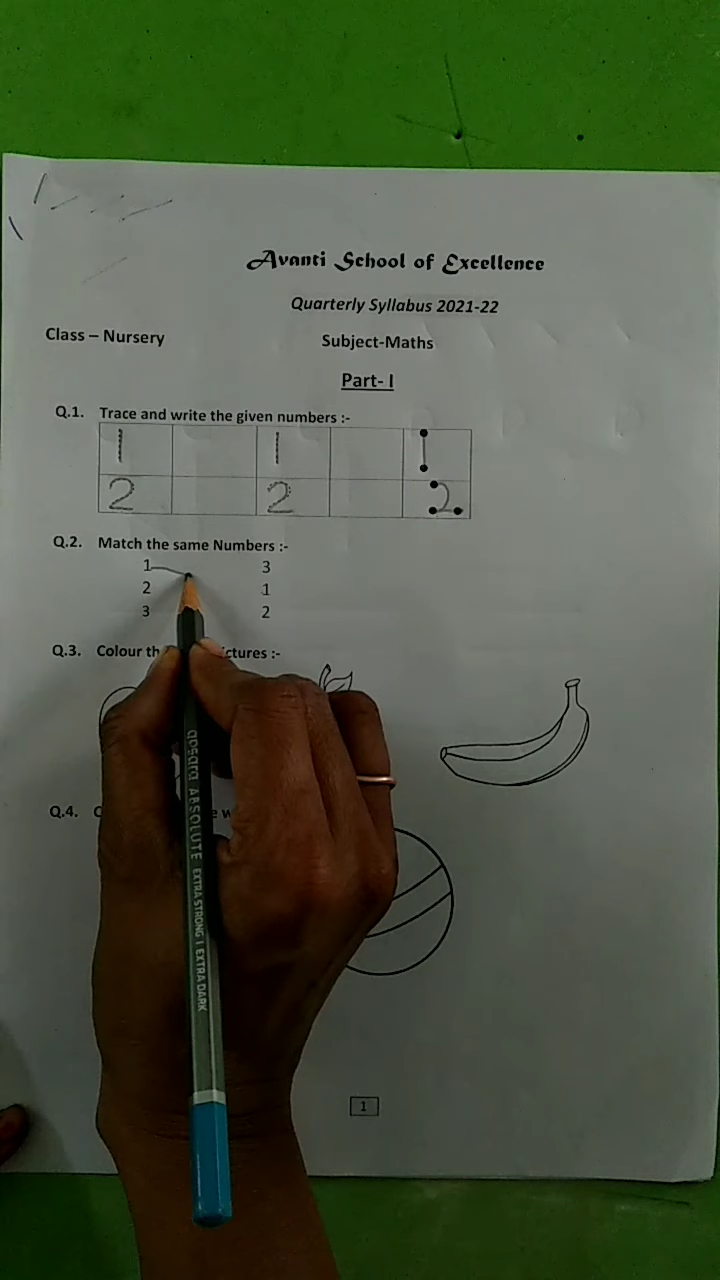 Avanti School of Excellence
Quarterly Syllabus 2021-22
Class – Nursery Subject-Maths
Part- I
Q.1. Trace and write the given numbers :-
1 1 1
2 2 2
Q.2. Match the same Numbers :-
1 3
2 1
3 2
Q.3. Colour :-
Q.4.
apsara ABSOLUTE EXTRA STRONG I EXTRA DARK
1